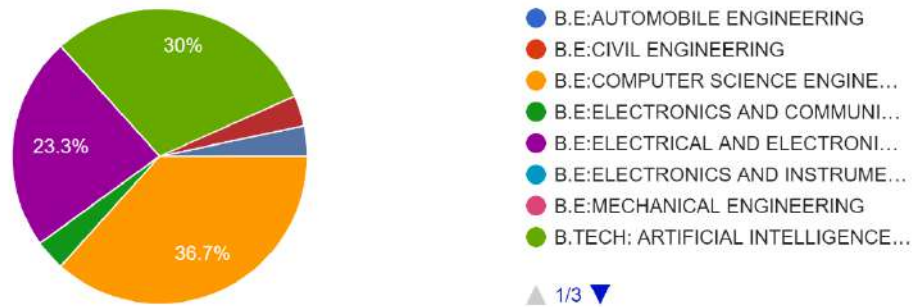 30%
23.3%
36.7%
B.E:AUTOMOBILE ENGINEERING
B.E:CIVIL ENGINEERING
B.E:COMPUTER SCIENCE ENGINE...
B.E:ELECTRONICS AND COMMUNI...
B.E:ELECTRICAL AND ELECTRONI...
B.E:ELECTRONICS AND INSTRUME...
B.E:MECHANICAL ENGINEERING
B.TECH: ARTIFICIAL INTELLIGENCE...
1/3